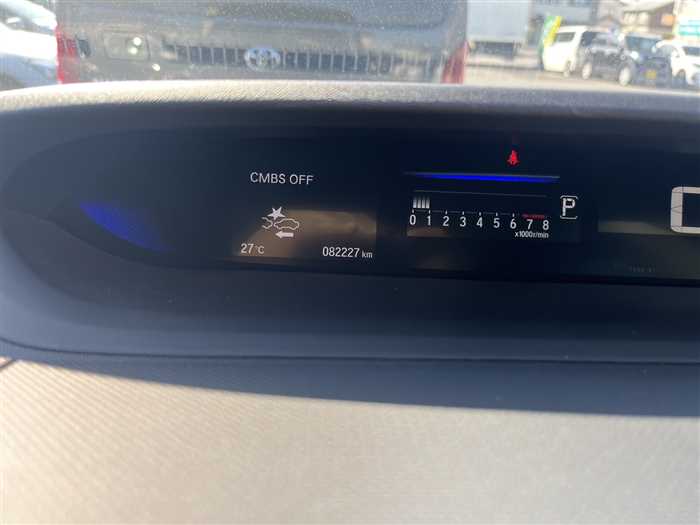 CMBS OFF
27°C
082227 km
0 1 2 3 4 5 6 7 8
x1000r/min
P